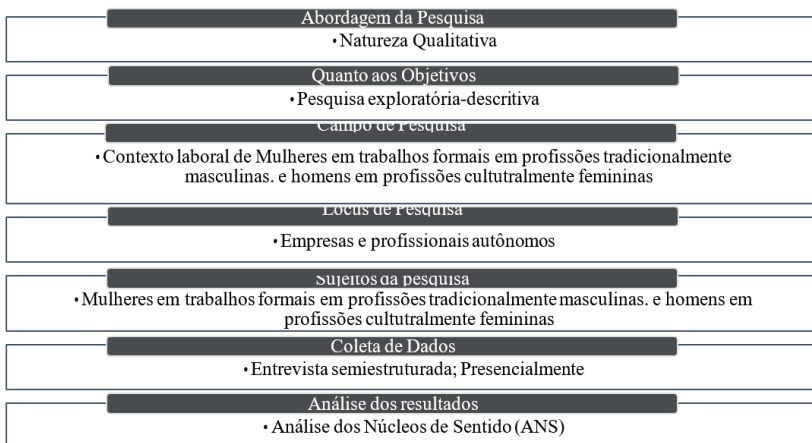 Abordagem da Pesquisa
• Natureza Qualitativa
Quanto aos Objetivos
• Pesquisa exploratória-descritiva
Campo de Pesquisa
• Contexto laboral de Mulheres em trabalhos formais em profissões tradicionalmente
masculinas. e homens em profissões cultutralmente femininas
Locus de Pesquisa
• Empresas e profissionais autônomos
Sujeitos da pesquisa
• Mulheres em trabalhos formais em profissões tradicionalmente masculinas. e homens em
profissões cultutralmente femininas
Coleta de Dados
• Entrevista semiestruturada; Presencialmente
Análise dos resultados
• Análise dos Núcleos de Sentido (ANS)